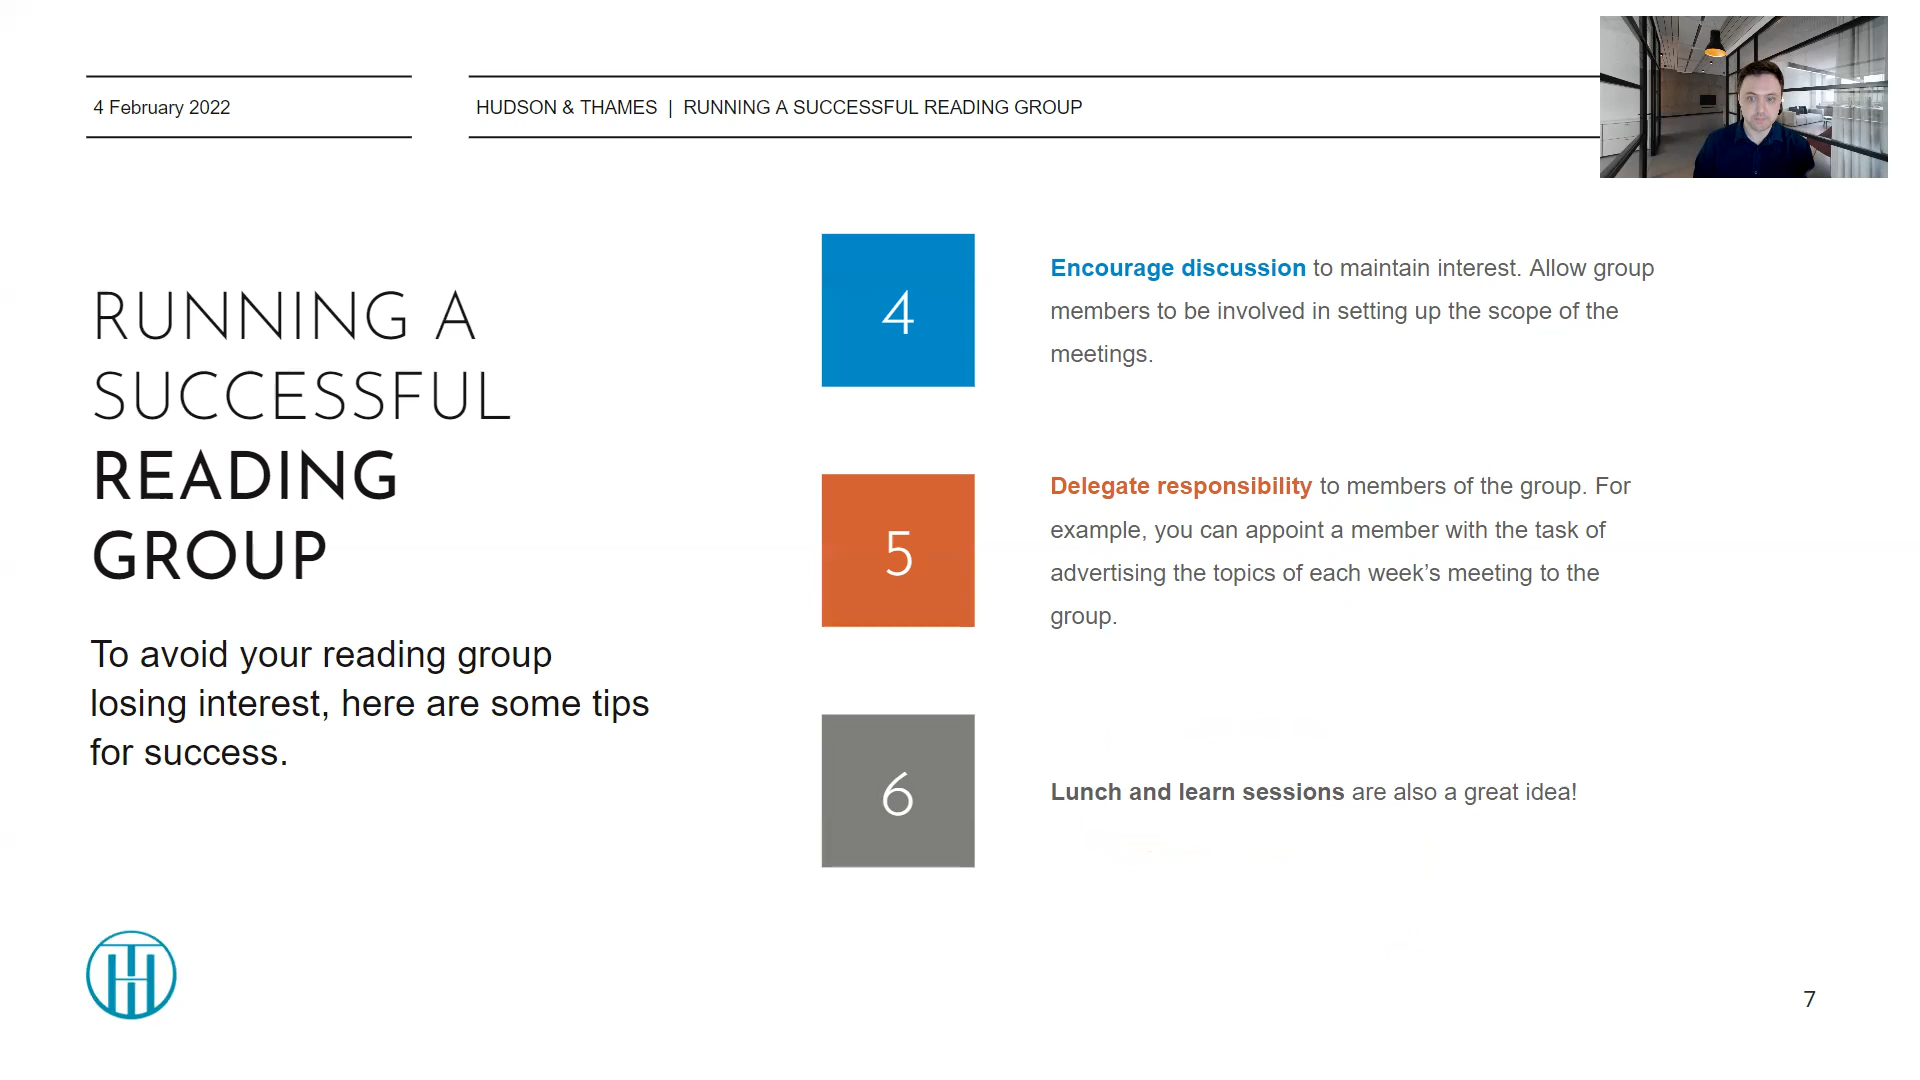 4 February 2022
HUDSON & THAMES | RUNNING A SUCCESSFUL READING GROUP
RUNNING A
SUCCESSFUL
READING
GROUP
To avoid your reading group
losing interest, here are some tips
for success.
4
Encourage discussion to maintain interest. Allow group
members to be involved in setting up the scope of the
meetings.
5
Delegate responsibility to members of the group. For
example, you can appoint a member with the task of
advertising the topics of each week’s meeting to the
group.
6
Lunch and learn sessions are also a great idea!
7